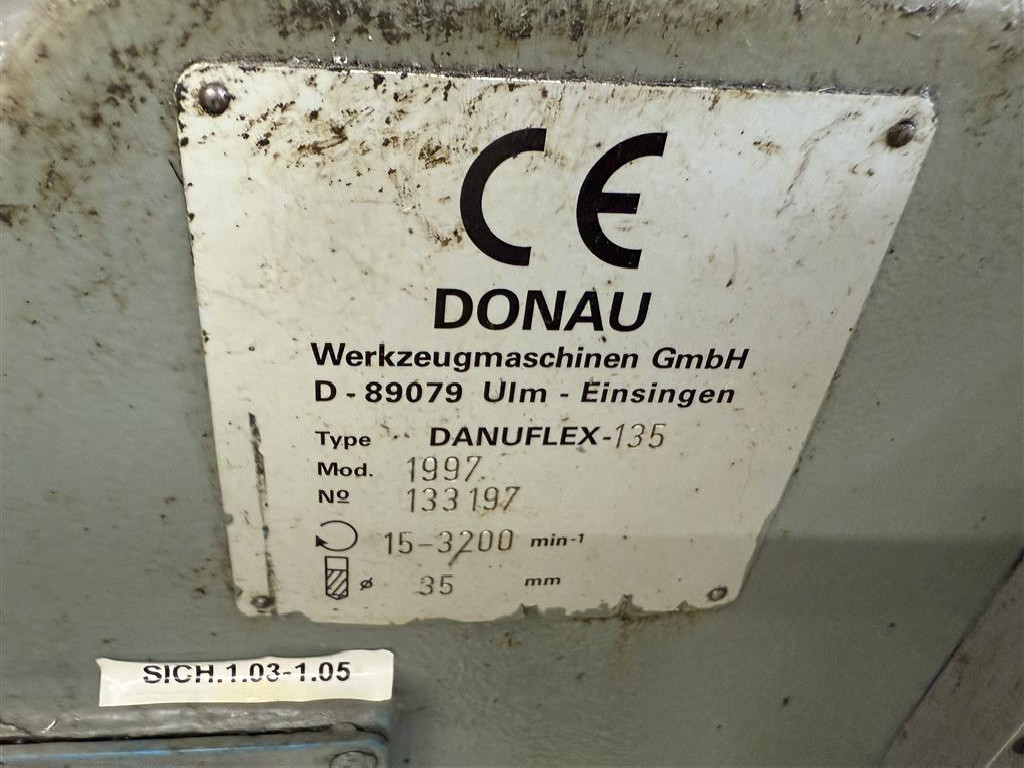 CE
DONAU
Werkzeugmaschinen GmbH
D - 89079 Ulm - Einsingen
Type DANUFLEX-135
Mod. 1997
Nº 133197
15-3200 min-1
ø 35 mm
SICH.1.03-1.05